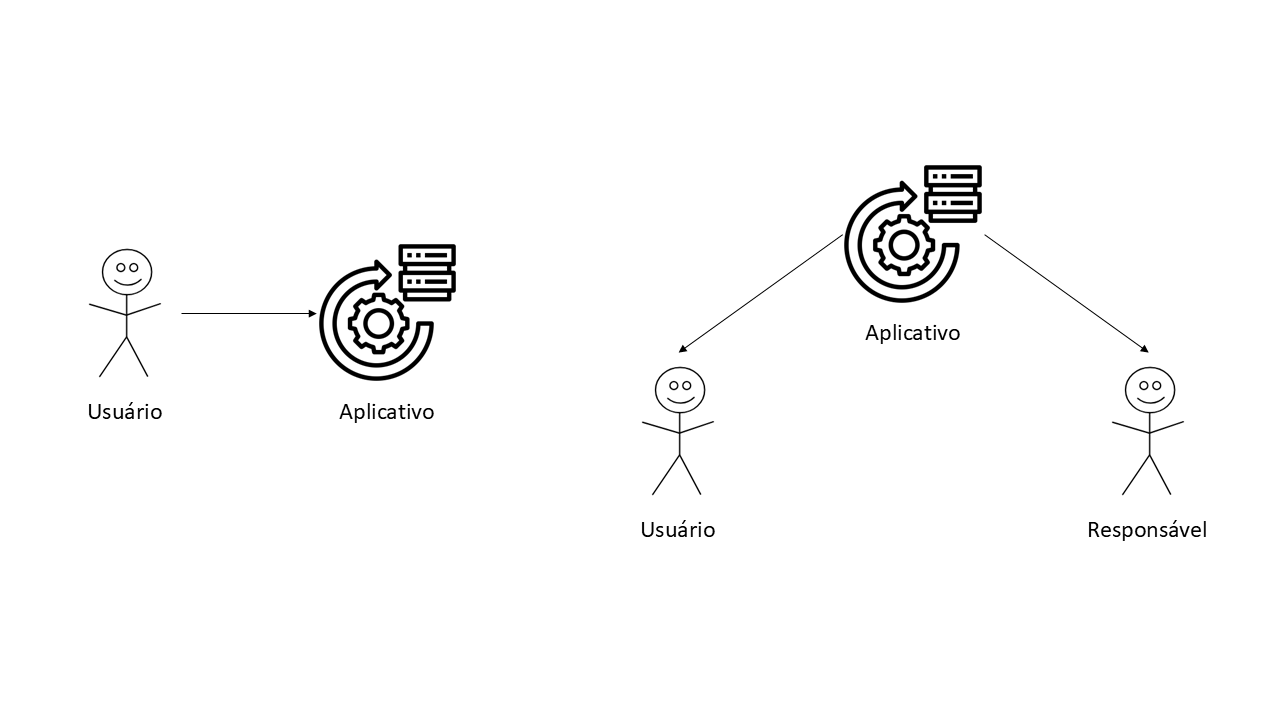 Usuário
Aplicativo
Aplicativo
Usuário
Responsável